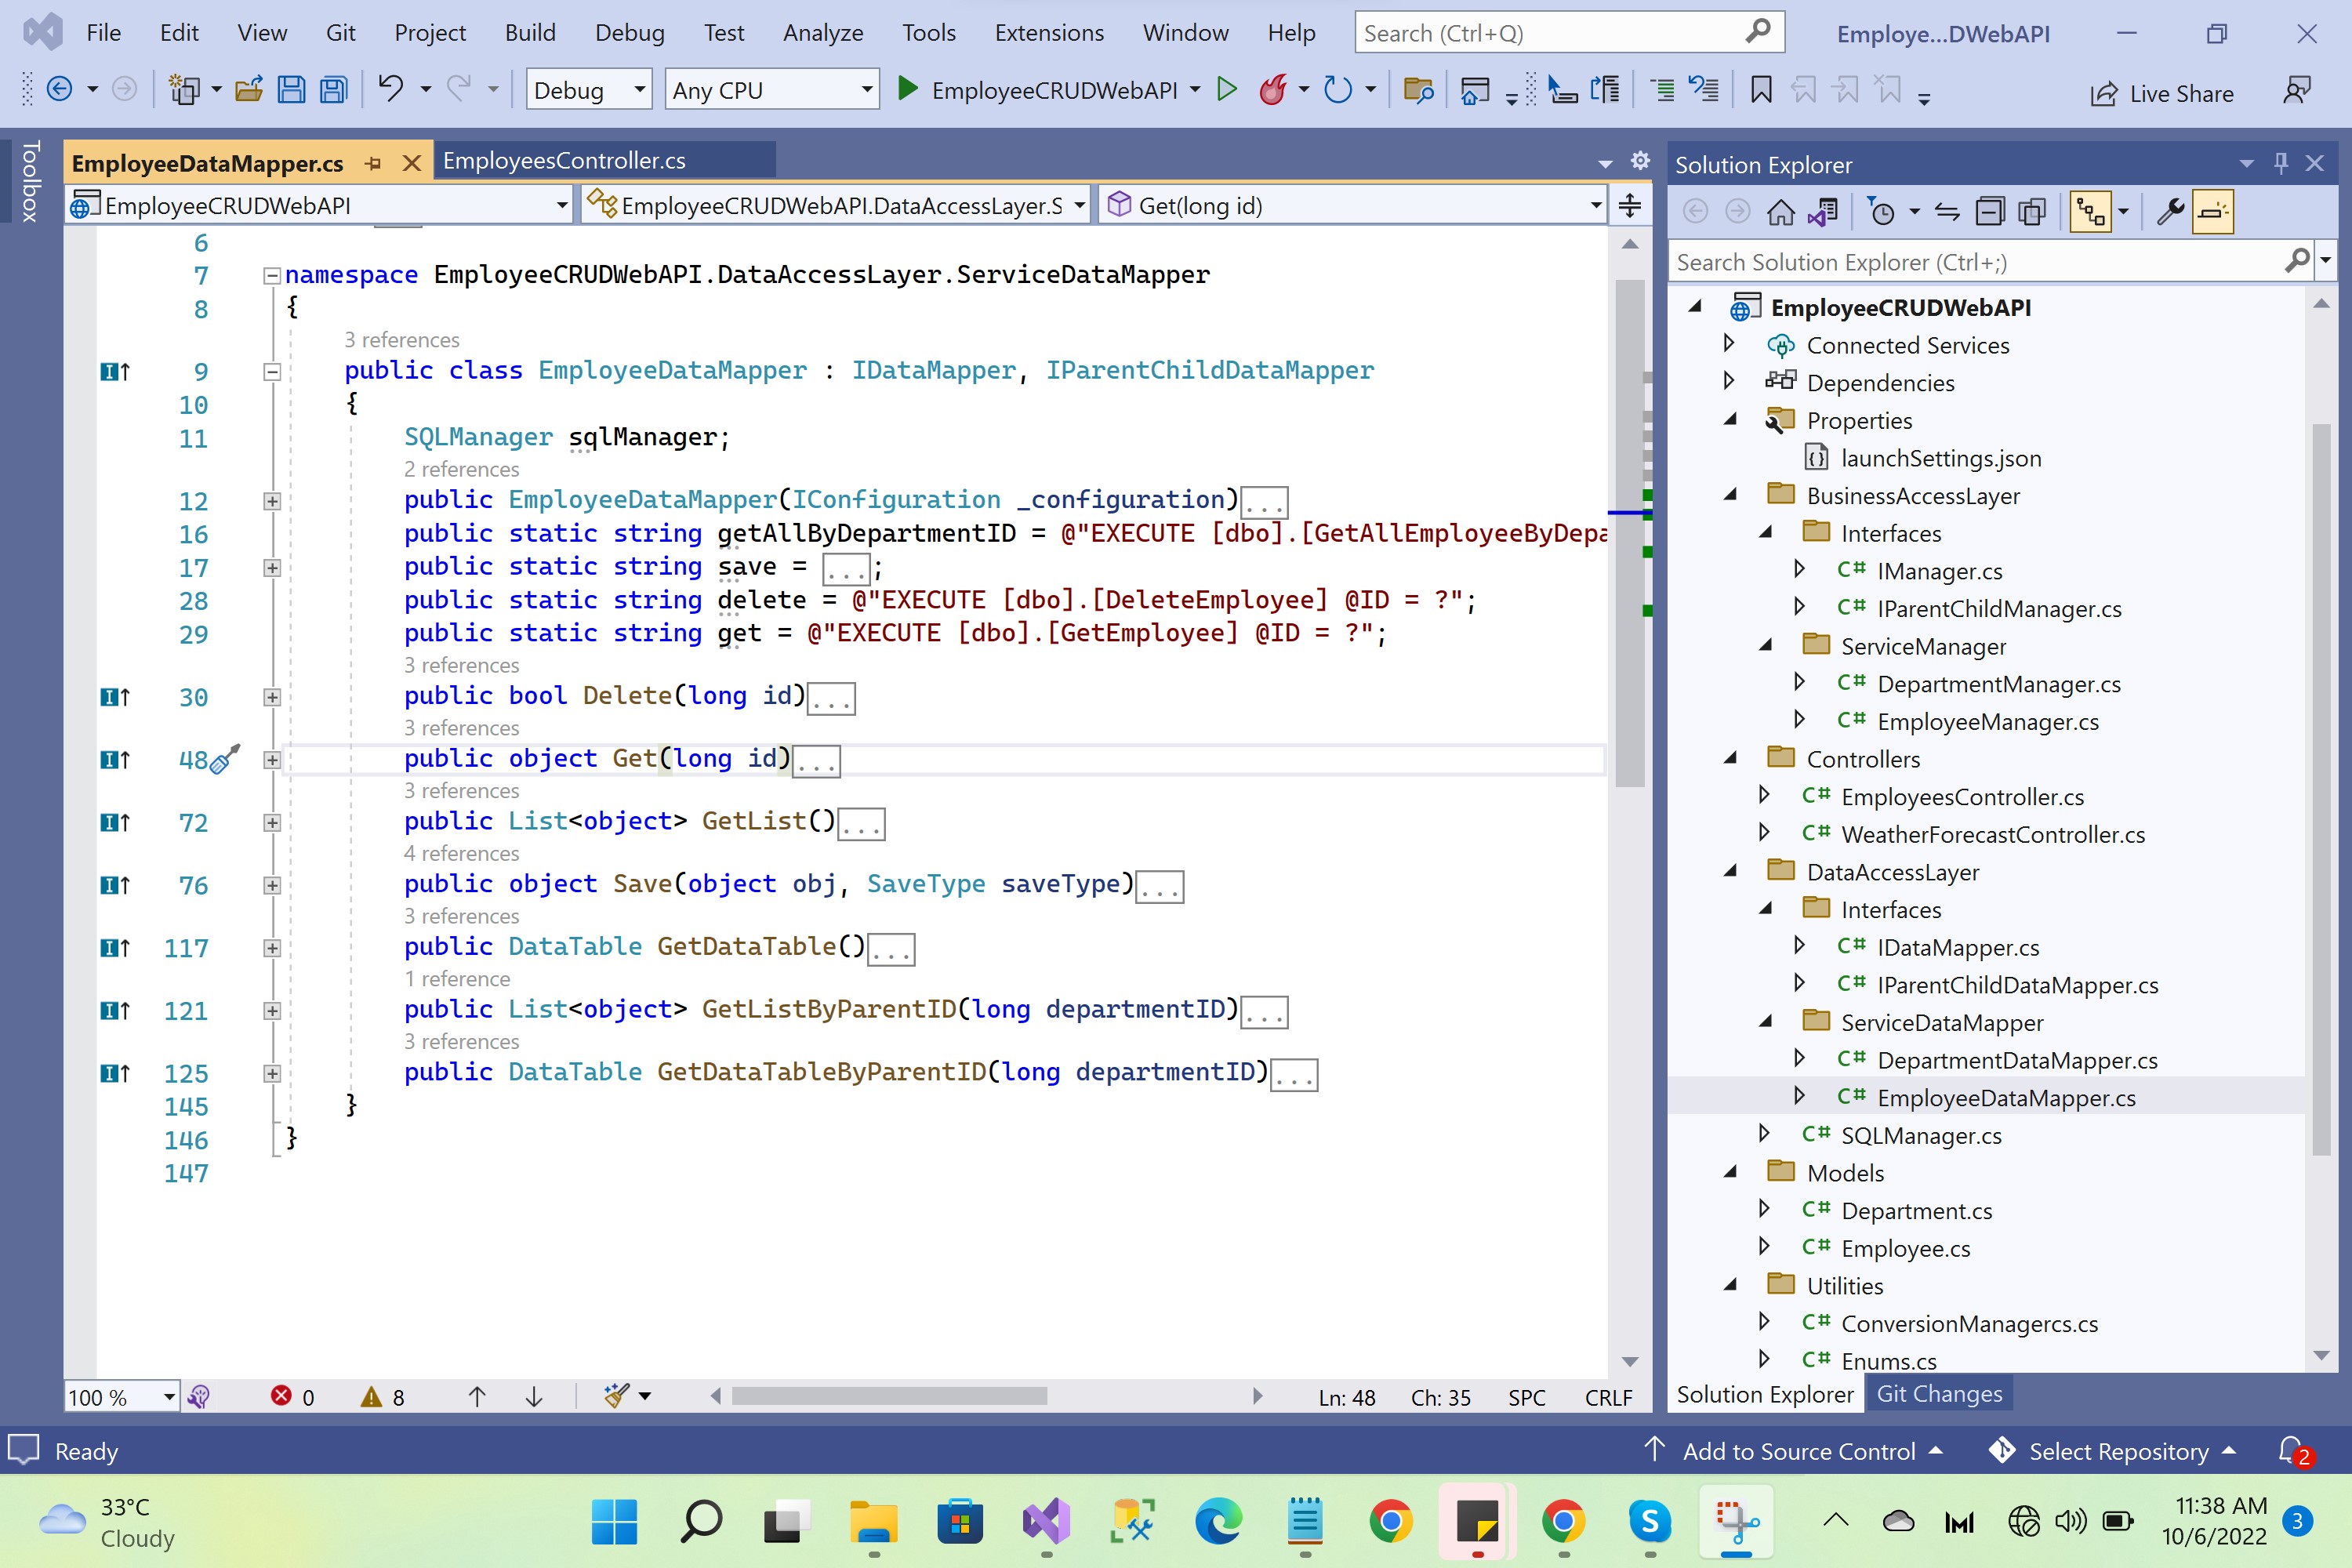 File Edit View Git Project Build Debug Test Analyze Tools Extensions Window Help Search (Ctrl+Q) Employe...DWebAPI
Debug Any CPU EmployeeCRUDWebAPI Live Share
Toolbox
EmployeeDataMapper.cs EmployeesController.cs
EmployeeCRUDWebAPI EmployeeCRUDWebAPI.DataAccessLayer.S Get(long id)
6
7 namespace EmployeeCRUDWebAPI.DataAccessLayer.ServiceDataMapper
8 {
3 references
9 public class EmployeeDataMapper : IDataMapper, IParentChildDataMapper
10 {
11 SQLManager sqlManager;
2 references
12 public EmployeeDataMapper(IConfiguration _configuration)...
16 public static string getAllByDepartmentID = @"EXECUTE [dbo].[GetAllEmployeeByDepa
17 public static string save = ...;
28 public static string delete = @"EXECUTE [dbo].[DeleteEmployee] @ID = ?";
29 public static string get = @"EXECUTE [dbo].[GetEmployee] @ID = ?";
3 references
30 public bool Delete(long id)...
3 references
48 public object Get(long id)...
3 references
72 public List<object> GetList()...
4 references
76 public object Save(object obj, SaveType saveType)...
3 references
117 public DataTable GetDataTable()...
1 reference
121 public List<object> GetListByParentID(long departmentID)...
3 references
125 public DataTable GetDataTableByParentID(long departmentID)...
145 }
146 }
147
100 % 0 8 Ln: 48 Ch: 35 SPC CRLF
Solution Explorer
Search Solution Explorer (Ctrl+;)
EmployeeCRUDWebAPI
Connected Services
Dependencies
Properties
launchSettings.json
BusinessAccessLayer
Interfaces
C# IManager.cs
C# IParentChildManager.cs
ServiceManager
C# DepartmentManager.cs
C# EmployeeManager.cs
Controllers
C# EmployeesController.cs
C# WeatherForecastController.cs
DataAccessLayer
Interfaces
C# IDataMapper.cs
C# IParentChildDataMapper.cs
ServiceDataMapper
C# DepartmentDataMapper.cs
C# EmployeeDataMapper.cs
C# SQLManager.cs
Models
C# Department.cs
C# Employee.cs
Utilities
C# ConversionManagercs.cs
C# Enums.cs
Solution Explorer Git Changes
Ready Add to Source Control Select Repository 2
33°C
Cloudy
11:38 AM
10/6/2022
3